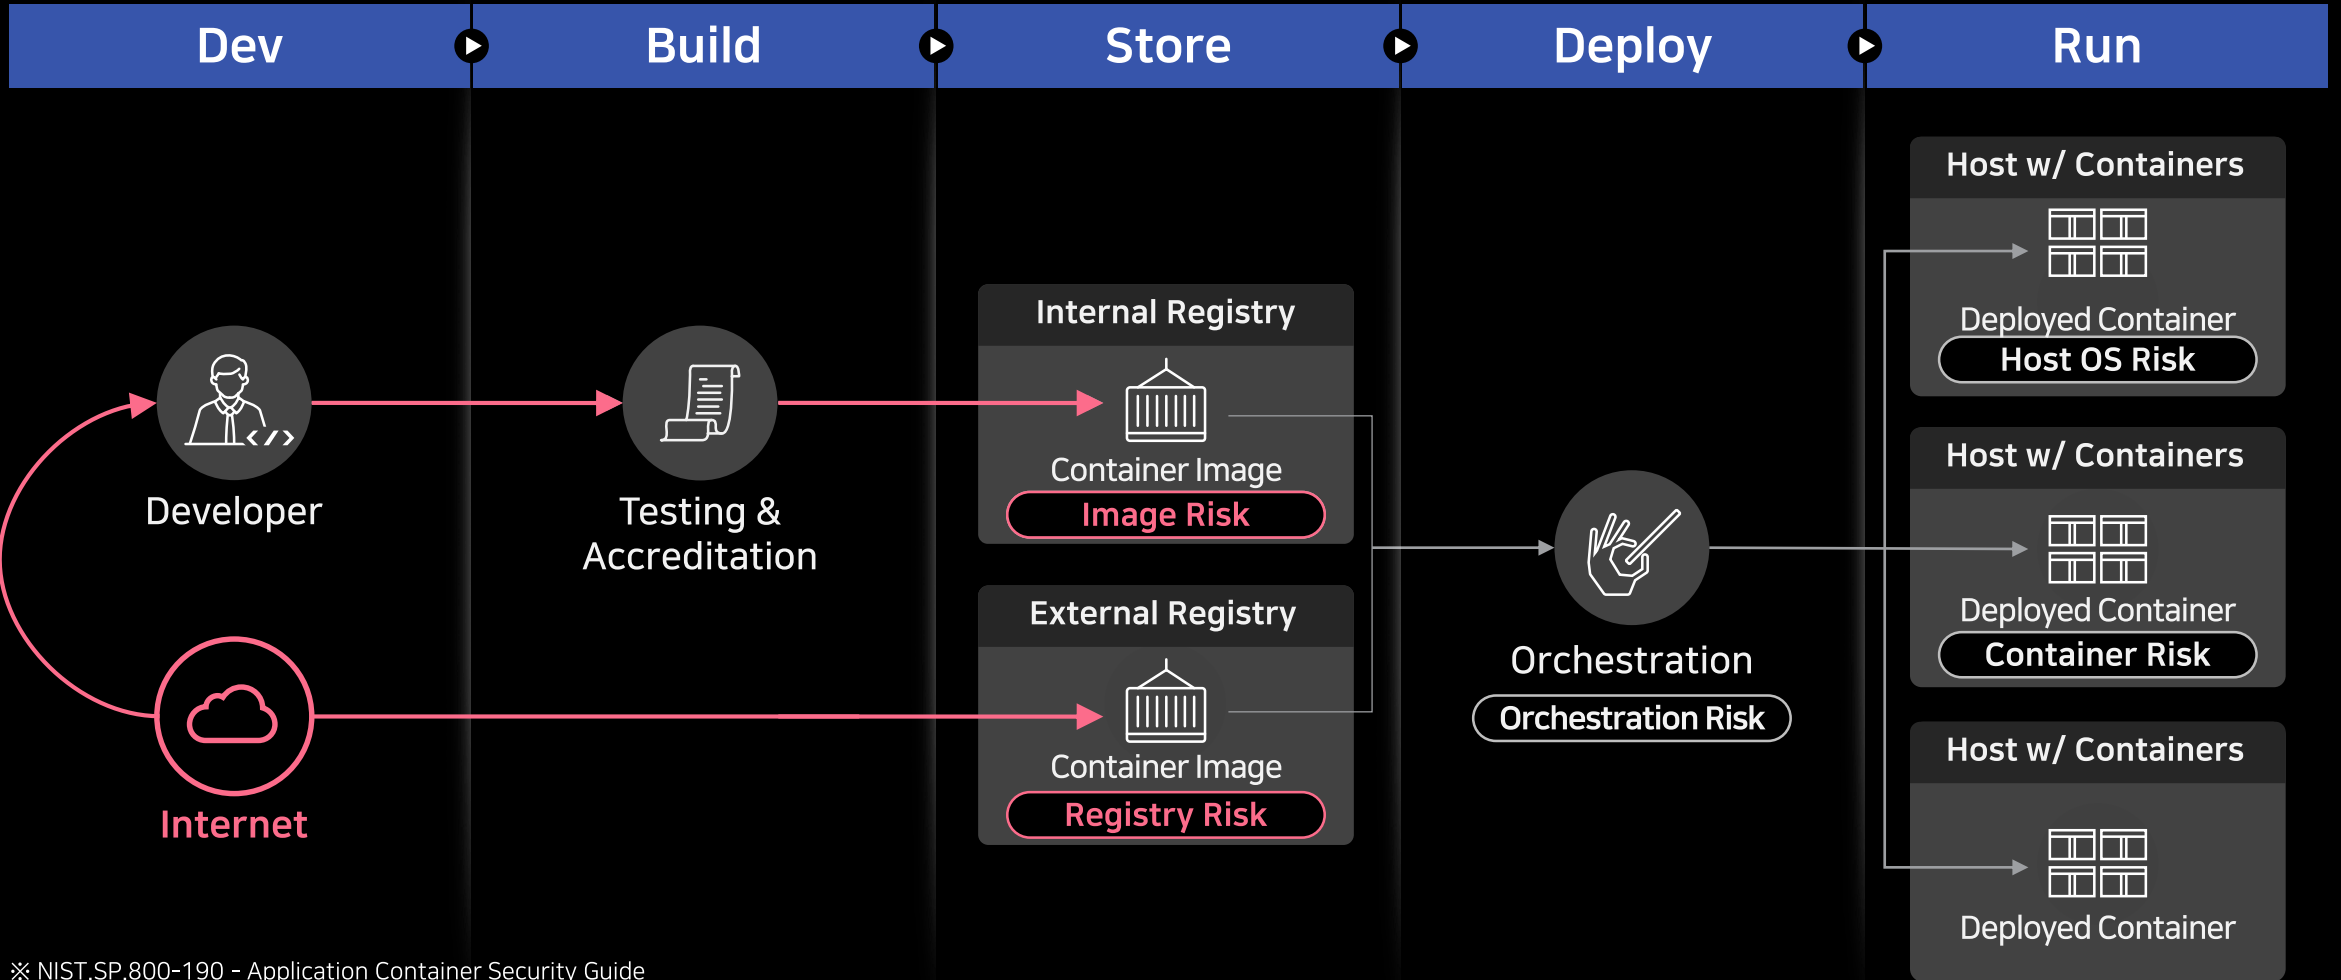 Dev
Build
Store
Deploy
Run
Developer
Internet
Testing &
Accreditation
Internal Registry
Container Image
Image Risk
External Registry
Container Image
Registry Risk
Orchestration
Orchestration Risk
Host w/ Containers
Deployed Container
Host OS Risk
Host w/ Containers
Deployed Container
Container Risk
Host w/ Containers
Deployed Container
※ NIST.SP.800-190 - Application Container Security Guide